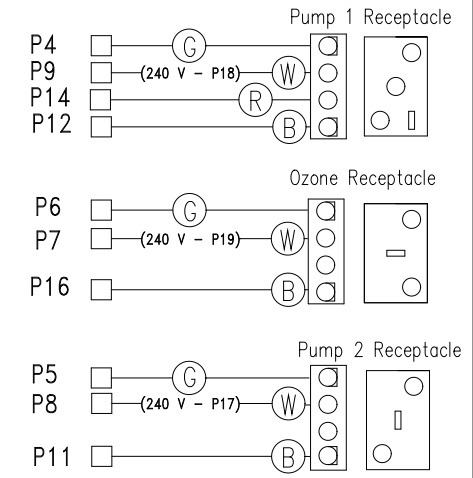 Pump 1 Receptacle
P4 G
P9 (240 V - P18) W
P14 R
P12 B
Ozone Receptacle
P6 G
P7 (240 V - P19) W
P16 B
Pump 2 Receptacle
P5 G
P8 (240 V - P17) W
P11 B